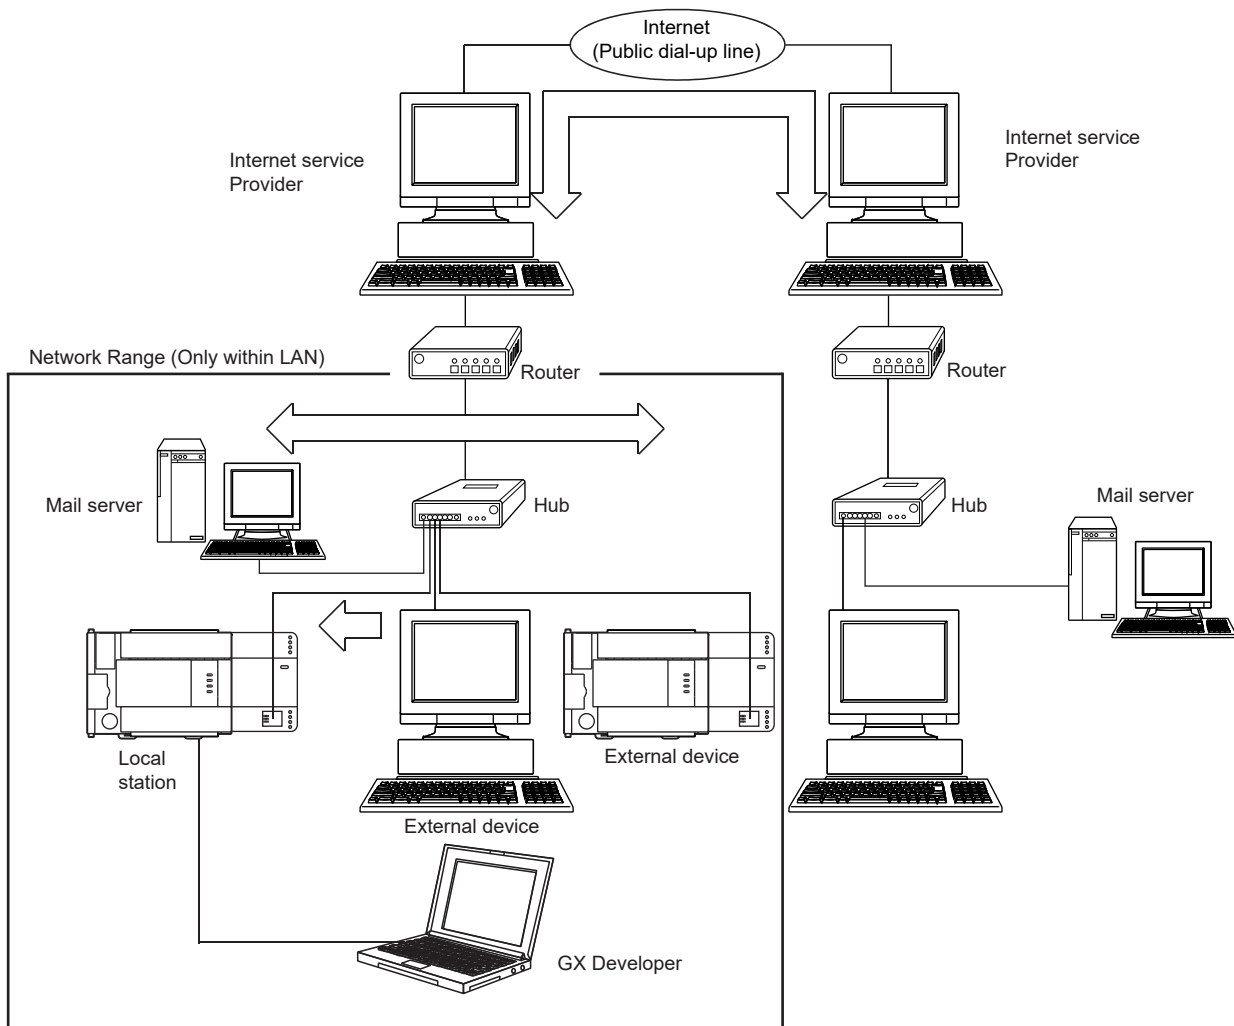 Internet
(Public dial-up line)
Internet service
Provider
Internet service
Provider
Network Range (Only within LAN)
Router
Router
Mail server
Hub
Hub
Mail server
Local
station
External device
External device
GX Developer